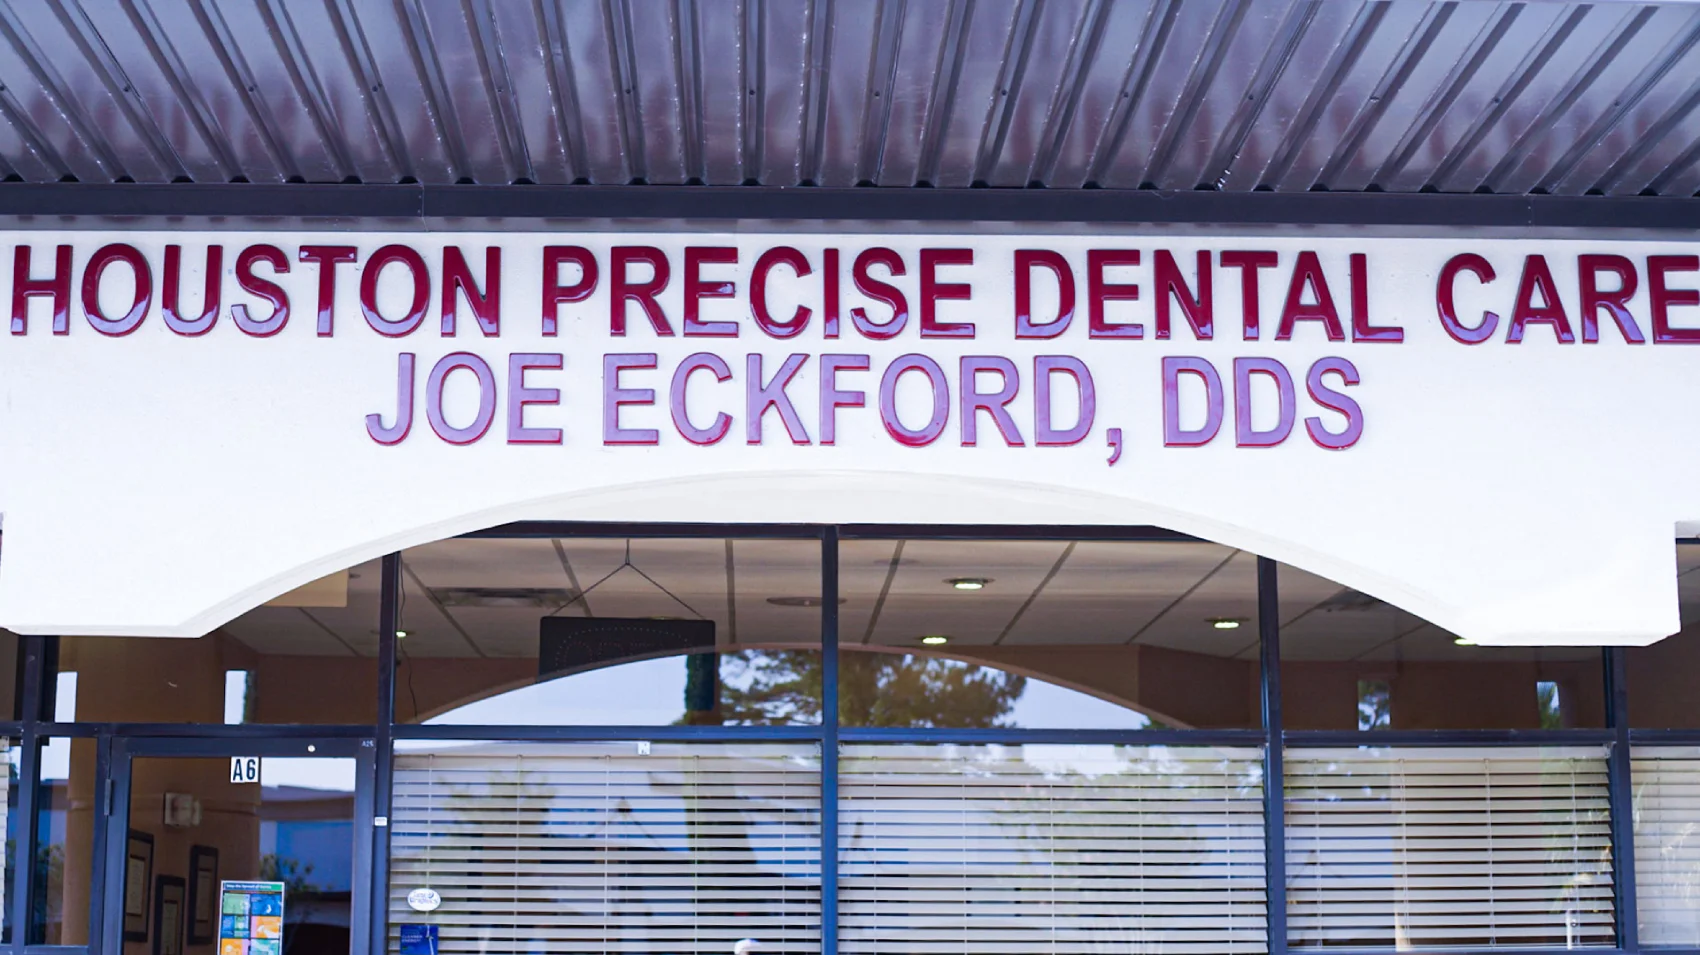 HOUSTON PRECISE DENTAL CARE
JOE ECKFORD, DDS
A6